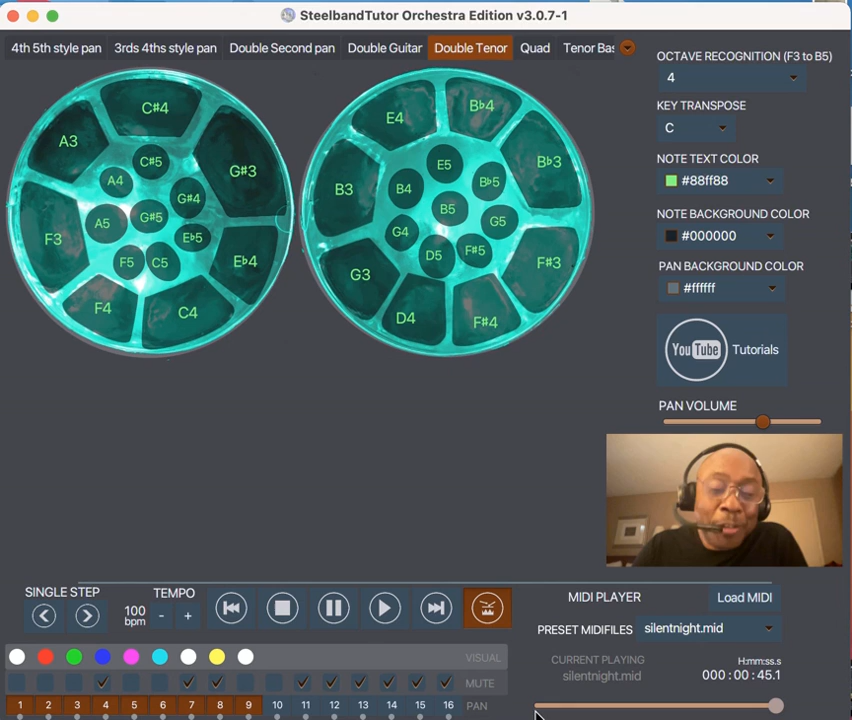 SteelbandTutor Orchestra Edition v3.0.7-1
4th 5th style pan 3rds 4ths style pan Double Second pan Double Guitar Double Tenor Quad Tenor Bas
C♯4
A3
G♯3
C♯5
A4
G♯4
G♯5
A5
E♭5
F3
F5 C5
E♭4
F4
C4
B♭4
E4
B♭3
E5
B♭5
B4
B3
B5
G5
G4
F♯5
D5
F♯3
G3
D4
F♯4
OCTAVE RECOGNITION (F3 to B5)
4
KEY TRANSPOSE
C
NOTE TEXT COLOR
#88ff88
NOTE BACKGROUND COLOR
#000000
PAN BACKGROUND COLOR
#ffffff
YouTube Tutorials
PAN VOLUME
SINGLE STEP
TEMPO
100
bpm
- +
MIDI PLAYER Load MIDI
PRESET MIDIFILES silentnight.mid
CURRENT PLAYING
silentnight.mid
H:mm:ss.s
000:00:45.1
VISUAL
MUTE
1 2 3 4 5 6 7 8 9 10 11 12 13 14 15 16 PAN